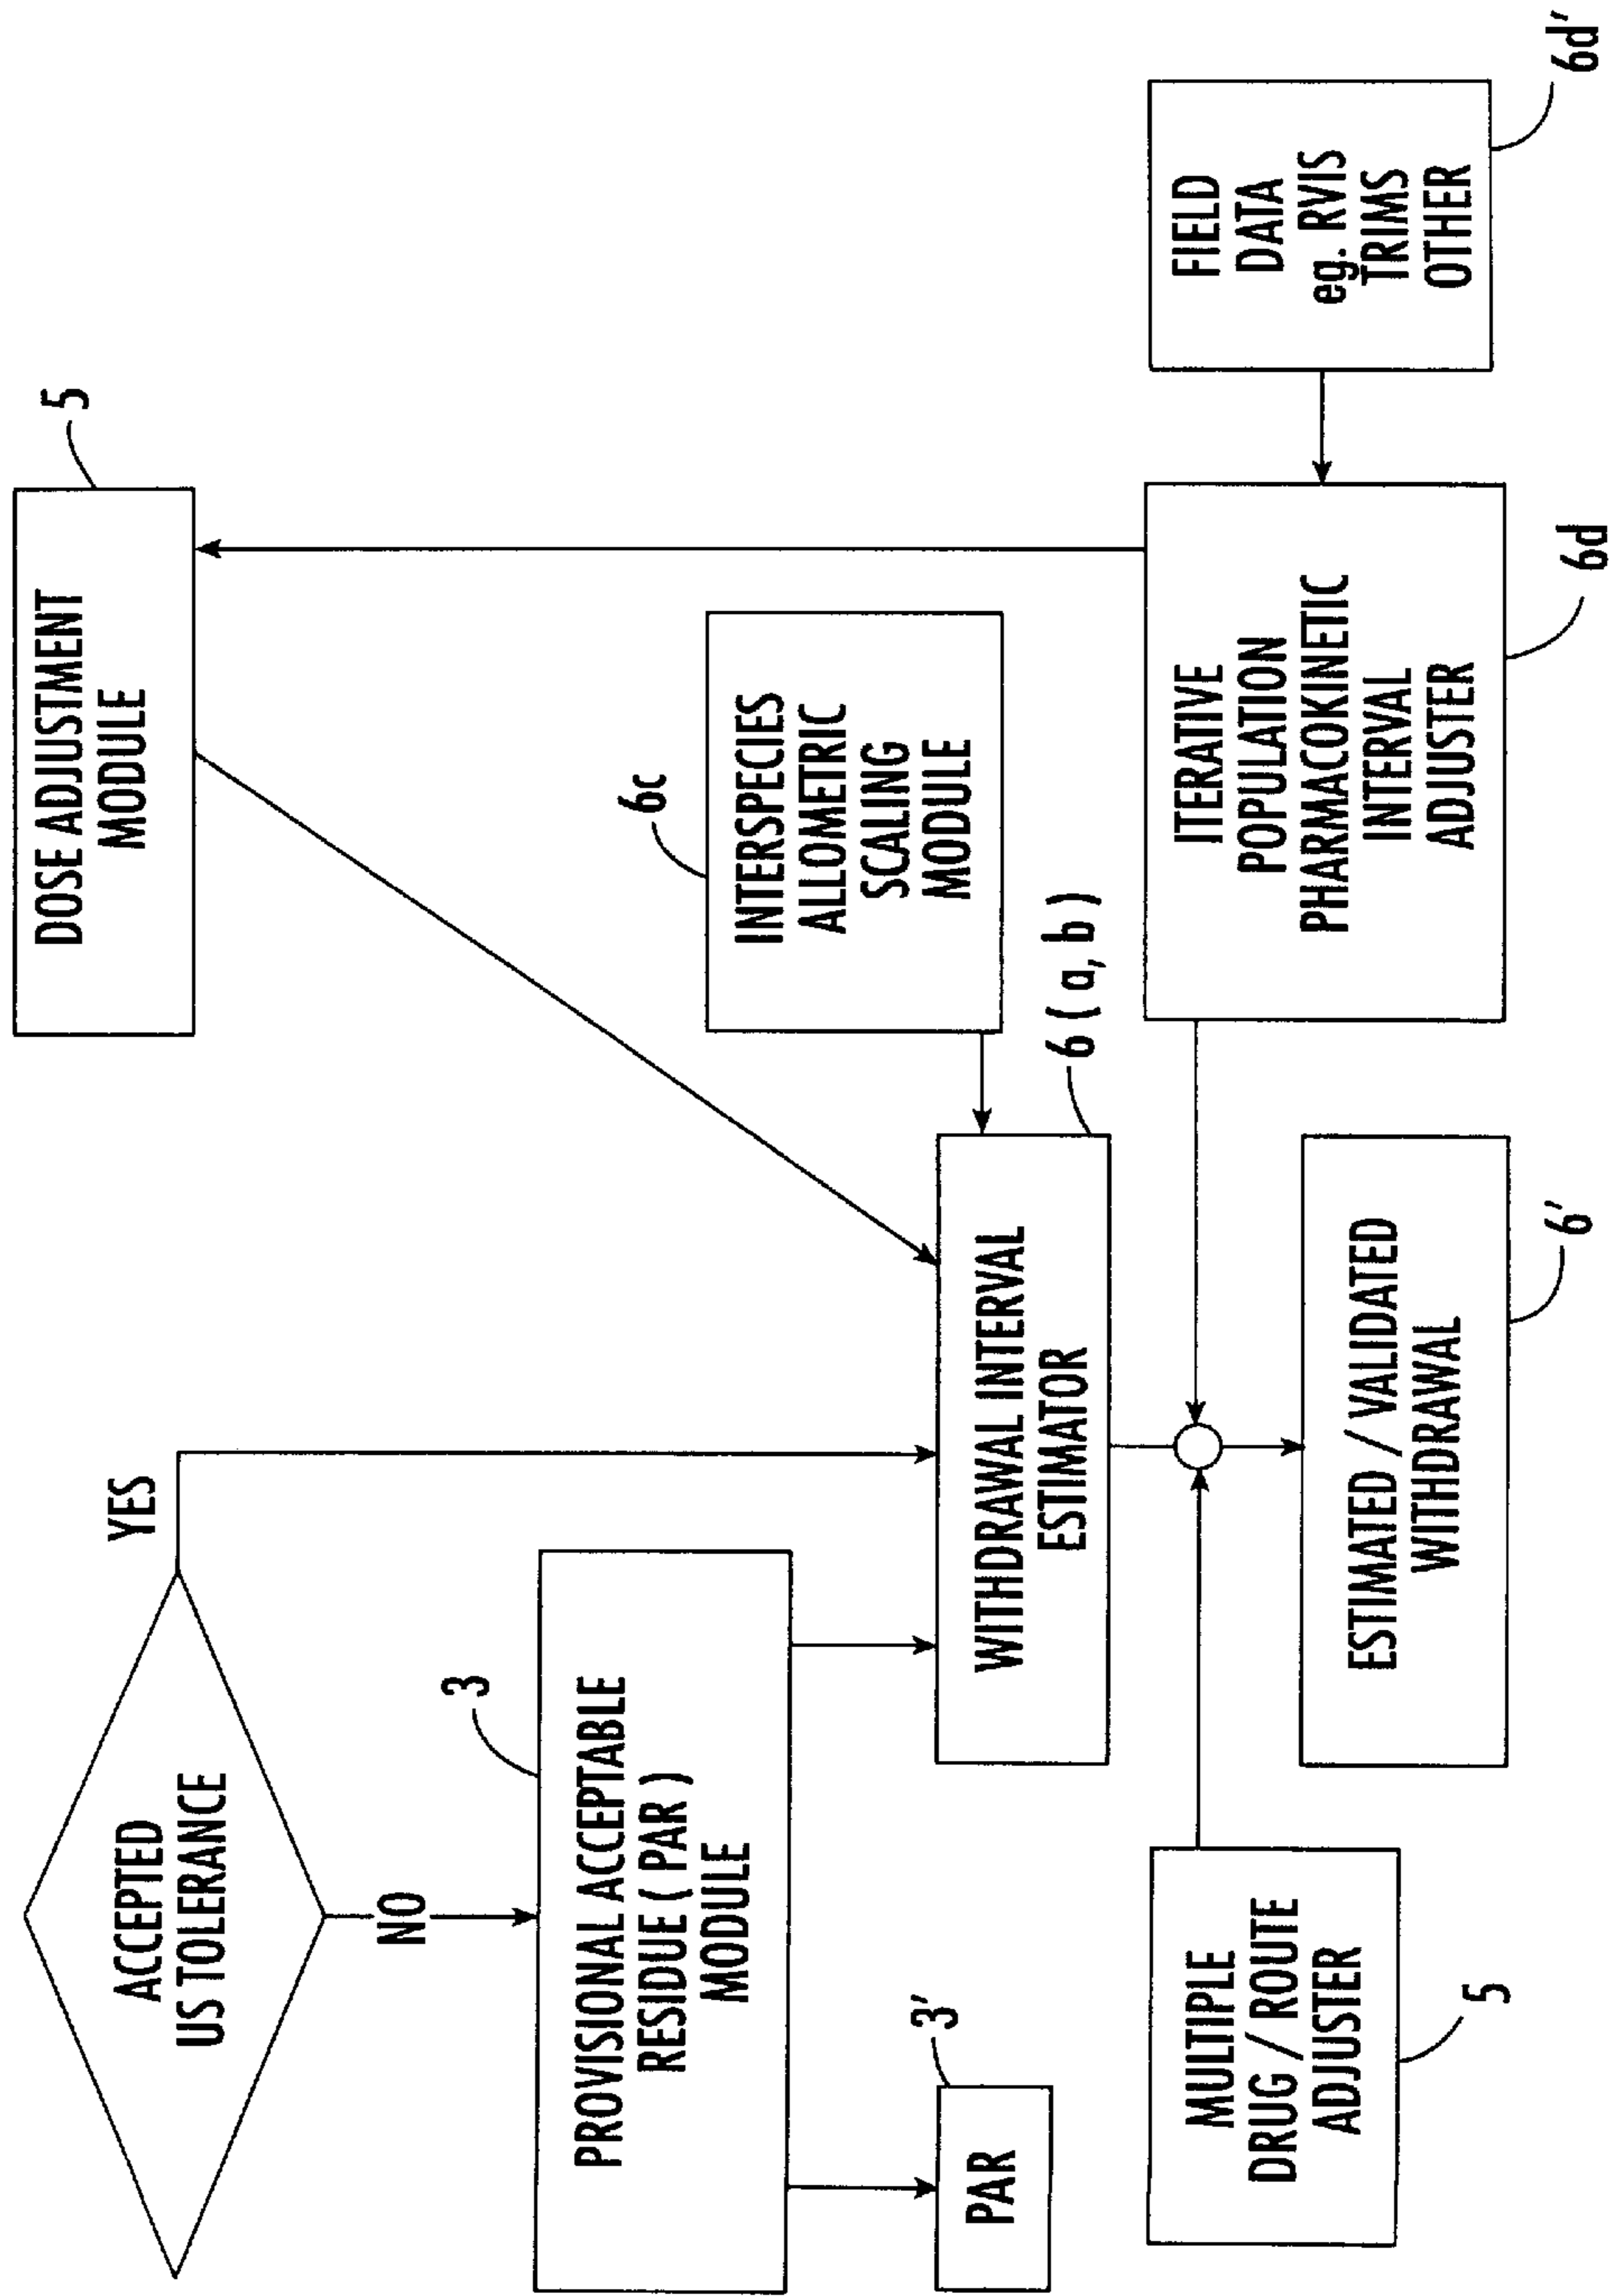 ACCEPTED
US TOLERANCE
YES
NO
DOSE ADJUSTMENT
MODULE
5
3
PROVISIONAL ACCEPTABLE
RESIDUE ( PAR )
MODULE
6c
INTERSPECIES
ALLOMETRIC
SCALING
MODULE
3'
PAR
WITHDRAWAL INTERVAL
ESTIMATOR
6 ( a, b )
MULTIPLE
DRUG / ROUTE
ADJUSTER
5
ESTIMATED / VALIDATED
WITHDRAWAL
6'
ITERATIVE
POPULATION
PHARMACOKINETIC
INTERVAL
ADJUSTER
6d
FIELD
DATA
eg. RVIS
TRIMS
OTHER
6d'